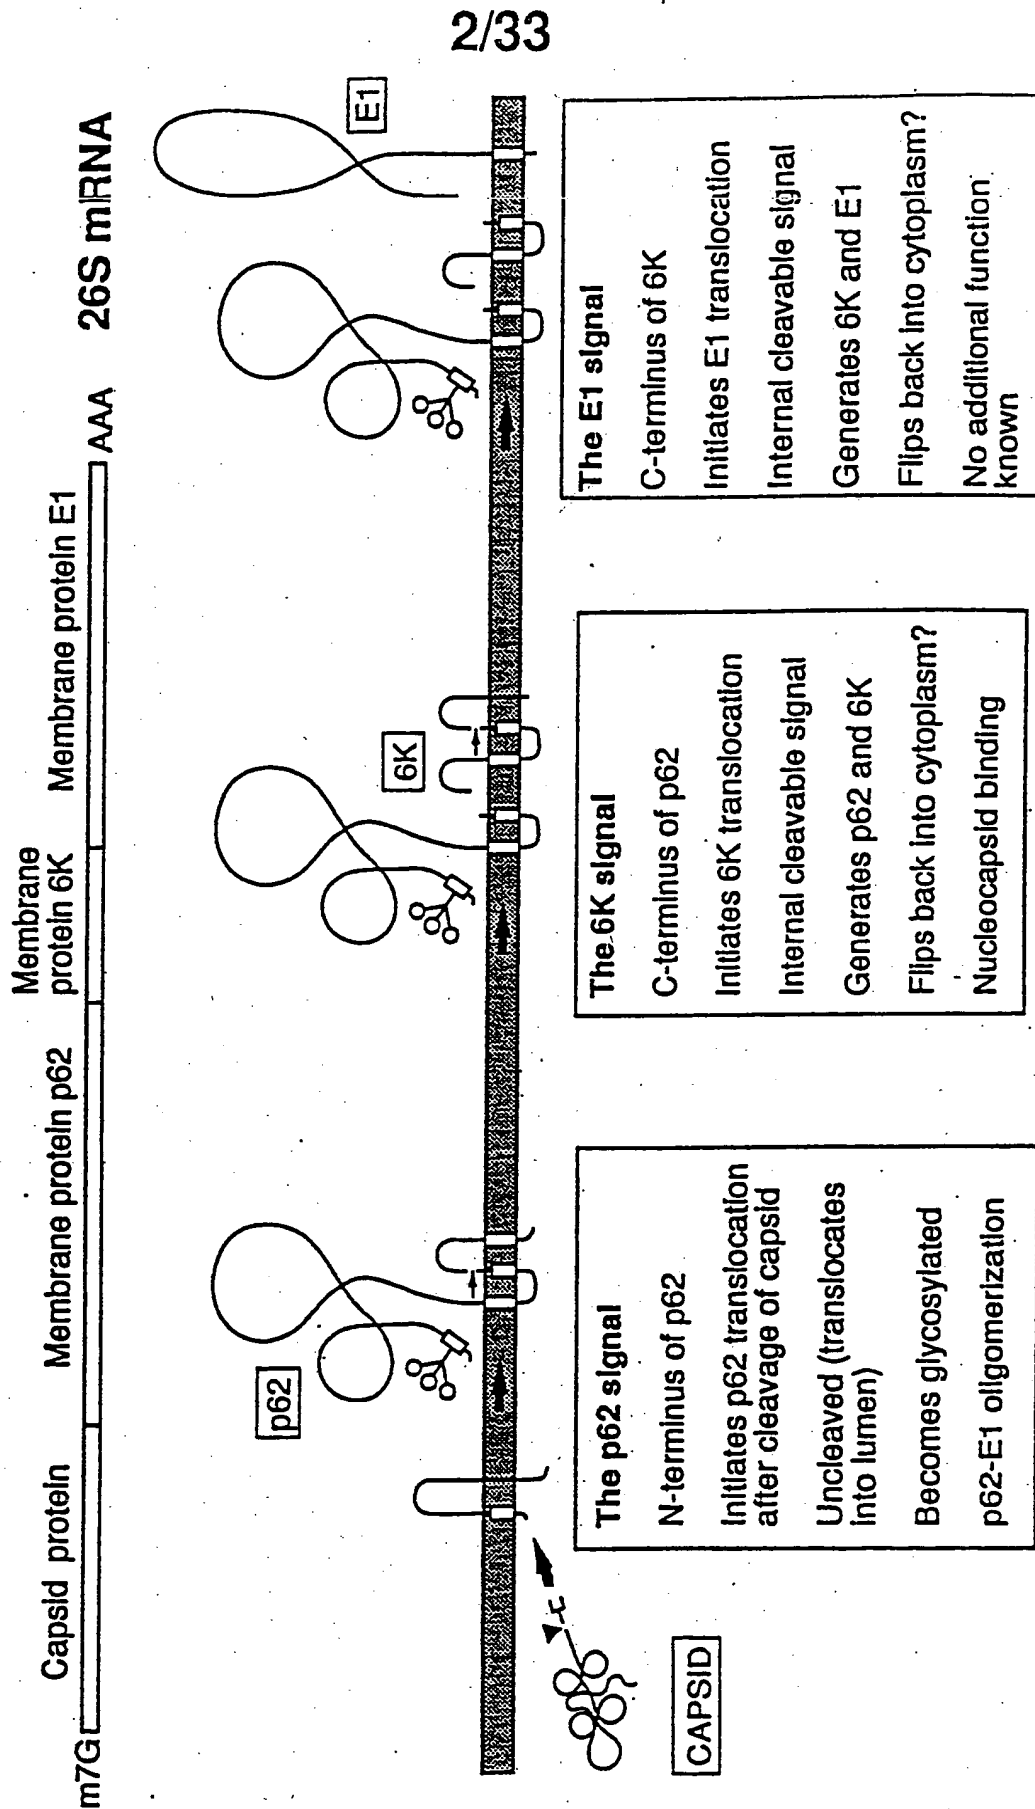 2/33
26S mRNA
m7G
Capsid protein
Membrane protein p62
Membrane
protein 6K
Membrane protein E1
AAA
CAPSID
p62
6K
E1
The p62 signal
N-terminus of p62
Initiates p62 translocation
after cleavage of capsid
Uncleaved (translocates
into lumen)
Becomes glycosylated
p62-E1 oligomerization
The 6K signal
C-terminus of p62
Initiates 6K translocation
Internal cleavable signal
Generates p62 and 6K
Flips back into cytoplasm?
Nucleocapsid binding
The E1 signal
C-terminus of 6K
Initiates E1 translocation
Internal cleavable signal
Generates 6K and E1
Flips back into cytoplasm?
No additional function
known